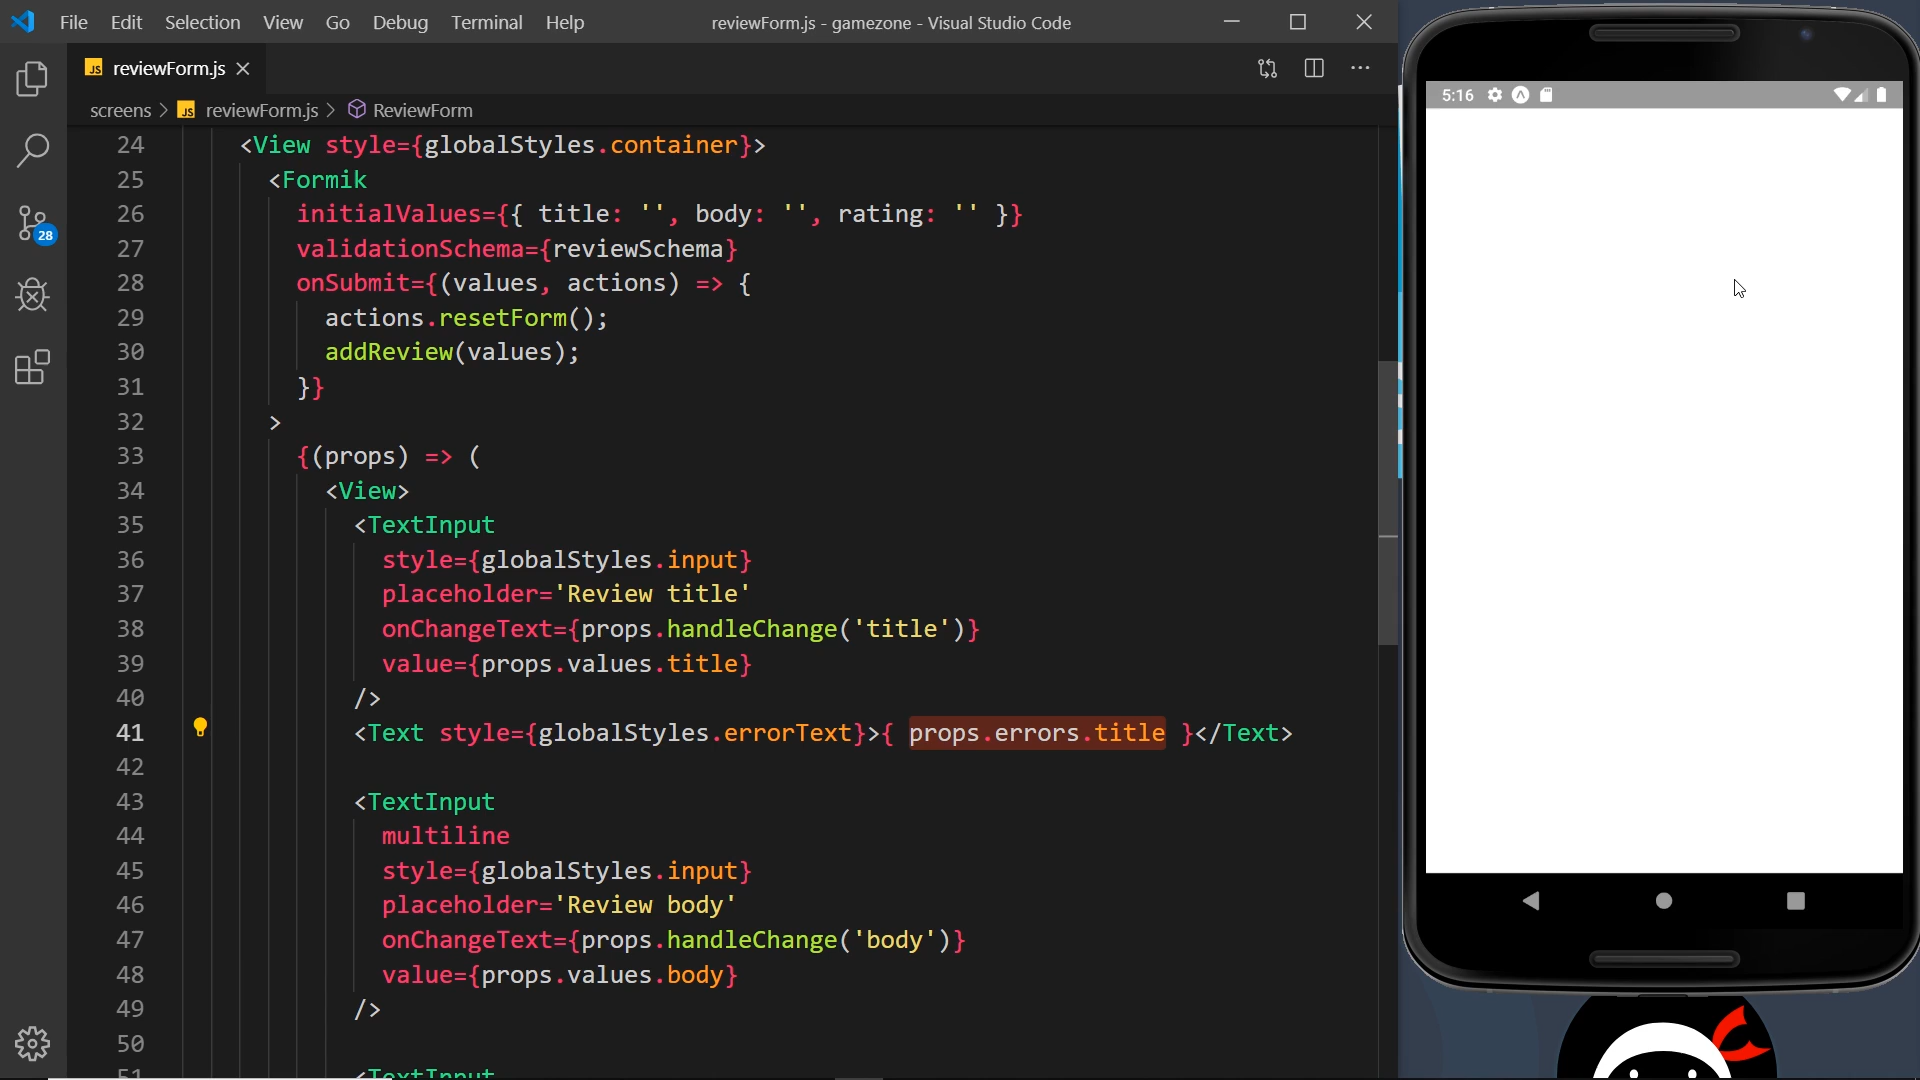 File Edit Selection View Go Debug Terminal Help reviewForm.js - gamezone - Visual Studio Code
JS reviewForm.js
screens > JS reviewForm.js > ReviewForm
5:16
28
24 <View style={globalStyles.container}>
25 <Formik
26 initialValues={{ title: '', body: '', rating: '' }}
27 validationSchema={reviewSchema}
28 onSubmit={(values, actions) => {
29 actions.resetForm();
30 addReview(values);
31 }}
32 >
33 {(props) => (
34 <View>
35 <TextInput
36 style={globalStyles.input}
37 placeholder='Review title'
38 onChangeText={props.handleChange('title')}
39 value={props.values.title}
40 />
41 <Text style={globalStyles.errorText}>{ props.errors.title }</Text>
42
43 <TextInput
44 multiline
45 style={globalStyles.input}
46 placeholder='Review body'
47 onChangeText={props.handleChange('body')}
48 value={props.values.body}
49 />
50
51 <TextInput